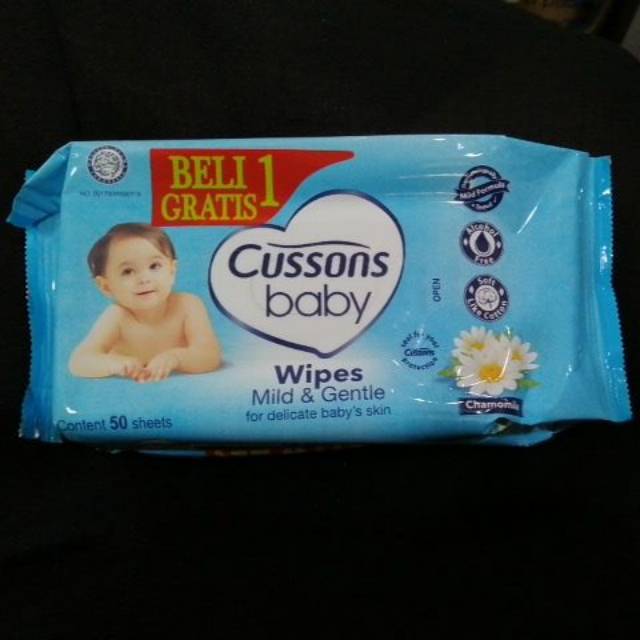 BELI 1
GRATIS
Cussons
baby
Wipes
Mild & Gentle
for delicate baby's skin
Content 50 sheets
OPEN
Alcohol
Free
Soft
Like Cotton
Cussons
Chamomile